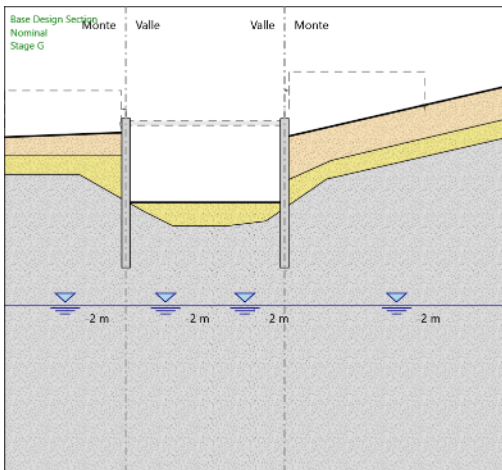 Base Design Section
Nominal
Stage G
Monte Valle Valle Monte
-2 m -2 m -2 m -2 m